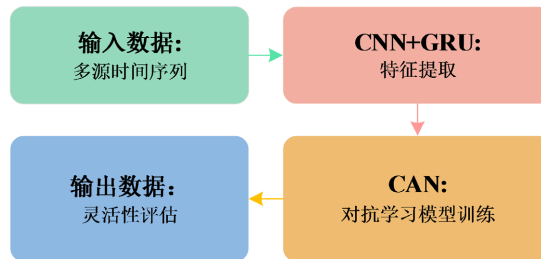 输入数据:
多源时间序列
CNN+GRU:
特征提取
CAN:
对抗学习模型训练
输出数据：
灵活性评估